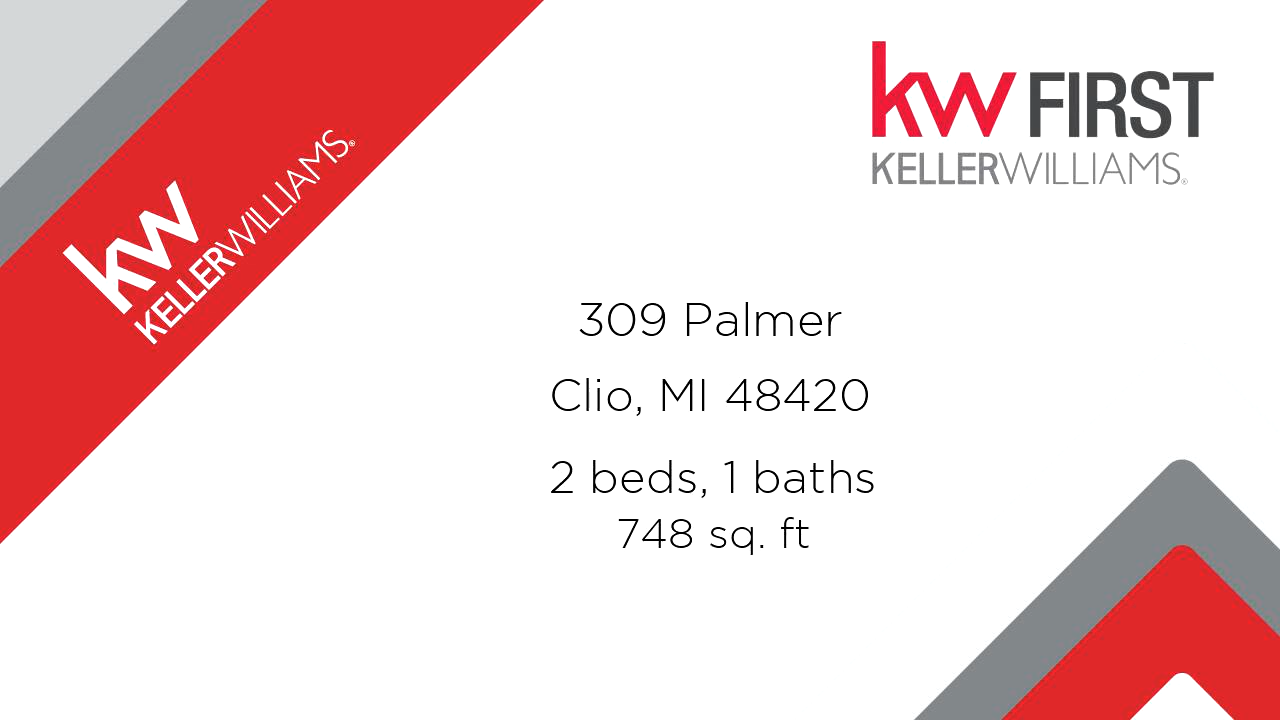 kw FIRST
KELLERWILLIAMS®
kw
KELLERWILLIAMS®
309 Palmer
Clio, MI 48420
2 beds, 1 baths
748 sq. ft